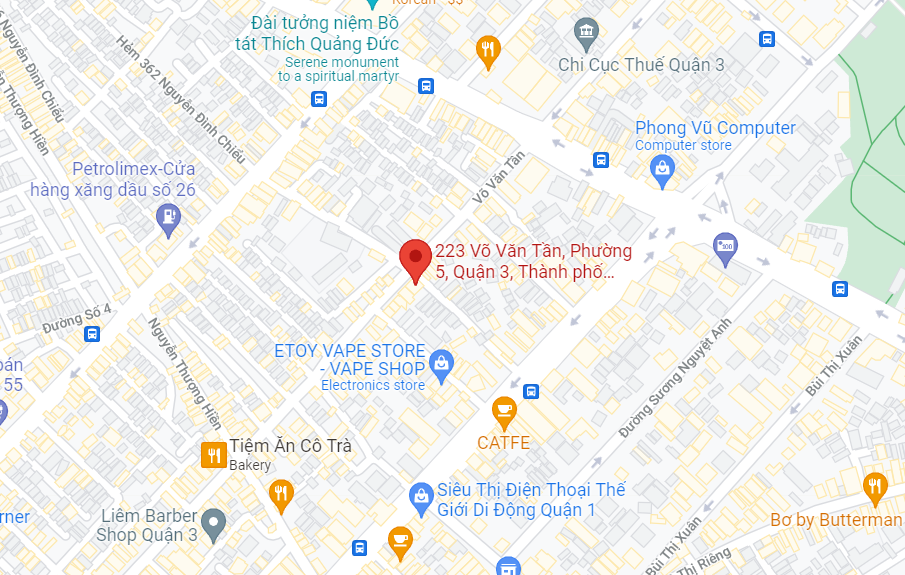 Korean · $$
Đài tưởng niệm Bồ
tát Thích Quảng Đức
Serene monument
to a spiritual martyr
Chi Cục Thuế Quận 3
Nguyễn Đình Chiểu
Thượng Hiền
Hẻm 362 Nguyễn Đình Chiểu
Phong Vũ Computer
Computer store
Petrolimex-Cửa
hàng xăng dầu số 26
Võ Văn Tần
223 Võ Văn Tần, Phường
5, Quận 3, Thành phố...
100
Đường Số 4
Nguyễn Thượng Hiền
ETOY VAPE STORE
- VAPE SHOP
Electronics store
Đường Sương Nguyệt Anh
Bùi Thị Xuân
55
CATFE
Tiệm Ăn Cô Trà
Bakery
Siêu Thị Điện Thoại Thế
Giới Di Động Quận 1
Liêm Barber
Shop Quận 3
Bơ by Butterman
Bùi Thị Xuân
Thị Riêng